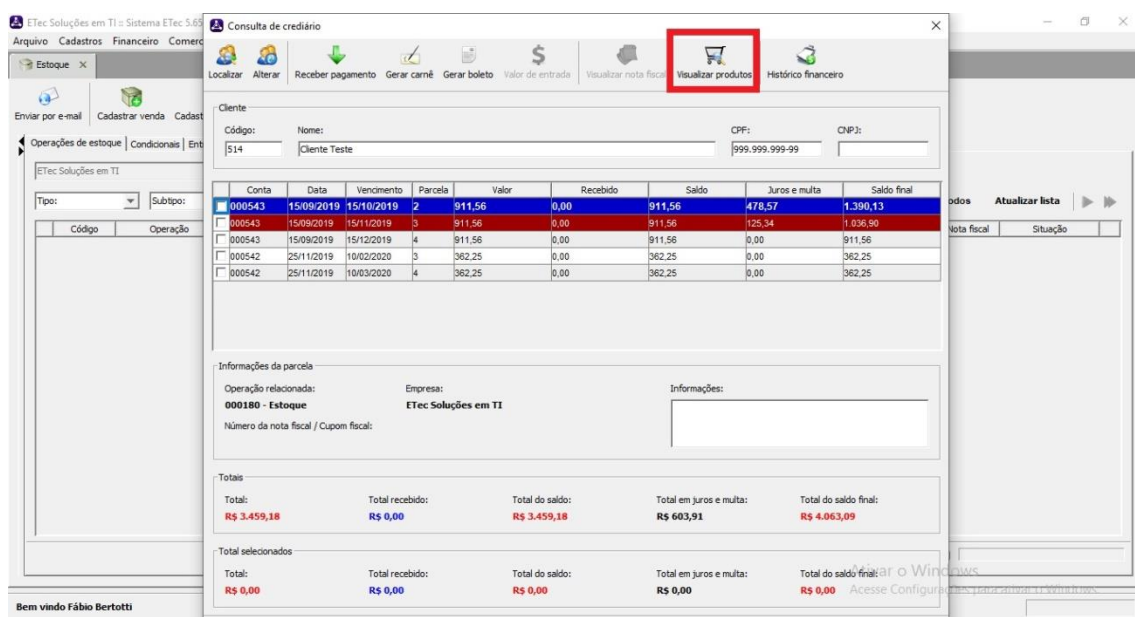 ETec Soluções em TI :: Sistema ETec 5.65
Arquivo Cadastros Financeiro Comerc
Estoque
Enviar por e-mail Cadastrar venda Cadast
Operações de estoque Condicionais Ent
ETec Soluções em TI
Tipo: Subtipo:
Código Operação
Consulta de crediário
Localizar Alterar Receber pagamento Gerar carnê Gerar boleto Valor de entrada Visualizar nota fiscal Visualizar produtos Histórico financeiro
Cliente
Código: Nome: CPF: CNPJ:
514 Cliente Teste 999.999.999-99
Conta Data Vencimento Parcela Valor Recebido Saldo Juros e multa Saldo final
000543 15/09/2019 15/10/2019 2 911,56 0,00 911,56 478,57 1.390,13
000543 15/09/2019 15/11/2019 3 911,56 0,00 911,56 125,34 1.036,90
000543 15/09/2019 15/12/2019 4 911,56 0,00 911,56 0,00 911,56
000542 25/11/2019 10/02/2020 3 362,25 0,00 362,25 0,00 362,25
000542 25/11/2019 10/03/2020 4 362,25 0,00 362,25 0,00 362,25
Informações da parcela
Operação relacionada: Empresa: Informações:
000180 - Estoque ETec Soluções em TI
Número da nota fiscal / Cupom fiscal:
Totais
Total: Total recebido: Total do saldo: Total em juros e multa: Total do saldo final:
R$ 3.459,18 R$ 0,00 R$ 3.459,18 R$ 603,91 R$ 4.063,09
Total selecionados
Total: Total recebido: Total do saldo: Total em juros e multa: Total do saldo final:
R$ 0,00 R$ 0,00 R$ 0,00 R$ 0,00 R$ 0,00
odos Atualizar lista
Nota fiscal Situação
Ativar o Windows
Acesse Configurações para ativar o Windows.
Bem vindo Fábio Bertotti